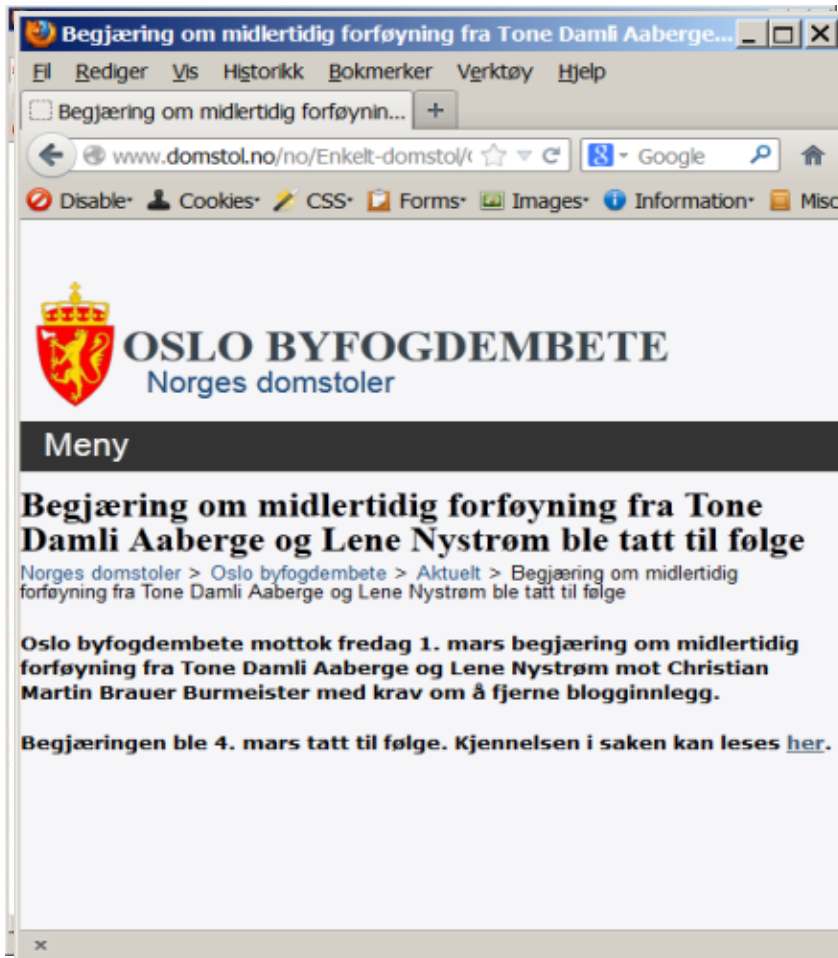 Begjæring om midlertidig forføyning fra Tone Damli Aaberge...
Fil Rediger Vis Historikk Bokmerker Verktøy Hjelp
Begjæring om midlertidig forføynin... +
www.domstol.no/no/Enkelt-domstol/ Google
Disable Cookies CSS Forms Images Information Misc
OSLO BYFOGDEMBETE
Norges domstoler
Meny
Begjæring om midlertidig forføyning fra Tone
Damli Aaberge og Lene Nystrøm ble tatt til følge
Norges domstoler > Oslo byfogdembete > Aktuelt > Begjæring om midlertidig
forføyning fra Tone Damli Aaberge og Lene Nystrøm ble tatt til følge
Oslo byfogdembete mottok fredag 1. mars begjæring om midlertidig
forføyning fra Tone Damli Aaberge og Lene Nystrøm mot Christian
Martin Brauer Burmeister med krav om å fjerne blogginnlegg.
Begjæringen ble 4. mars tatt til følge. Kjennelsen i saken kan leses her.